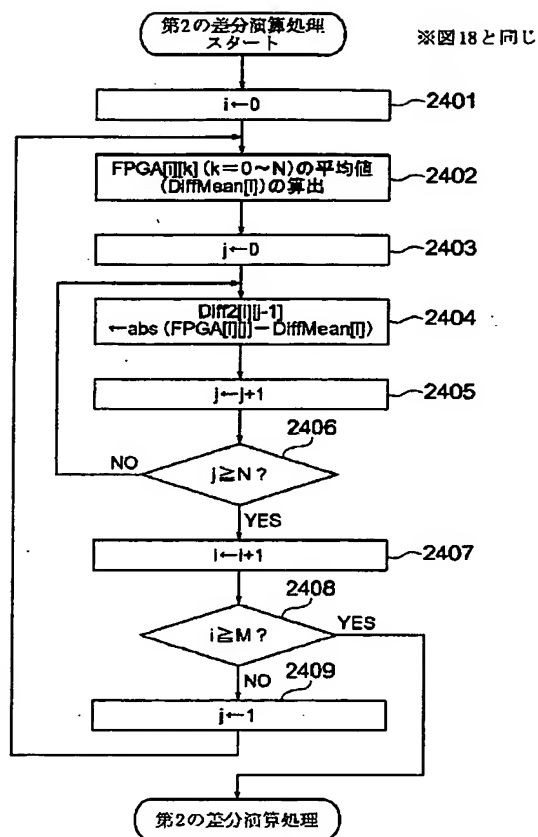 第2の差分演算処理
スタート
※図18と同じ
i←0
2401
FPGA[i][k] (k=0~N)の平均値
(DiffMean[i])の算出
2402
j←0
2403
Diff2[i][j-1]
←abs (FPGA[i][j]-DiffMean[i])
2404
j←j+1
2405
2406
NO
j≧N?
YES
i←i+1
2407
2408
i≧M?
YES
NO
2409
j←1
第2の差分演算処理